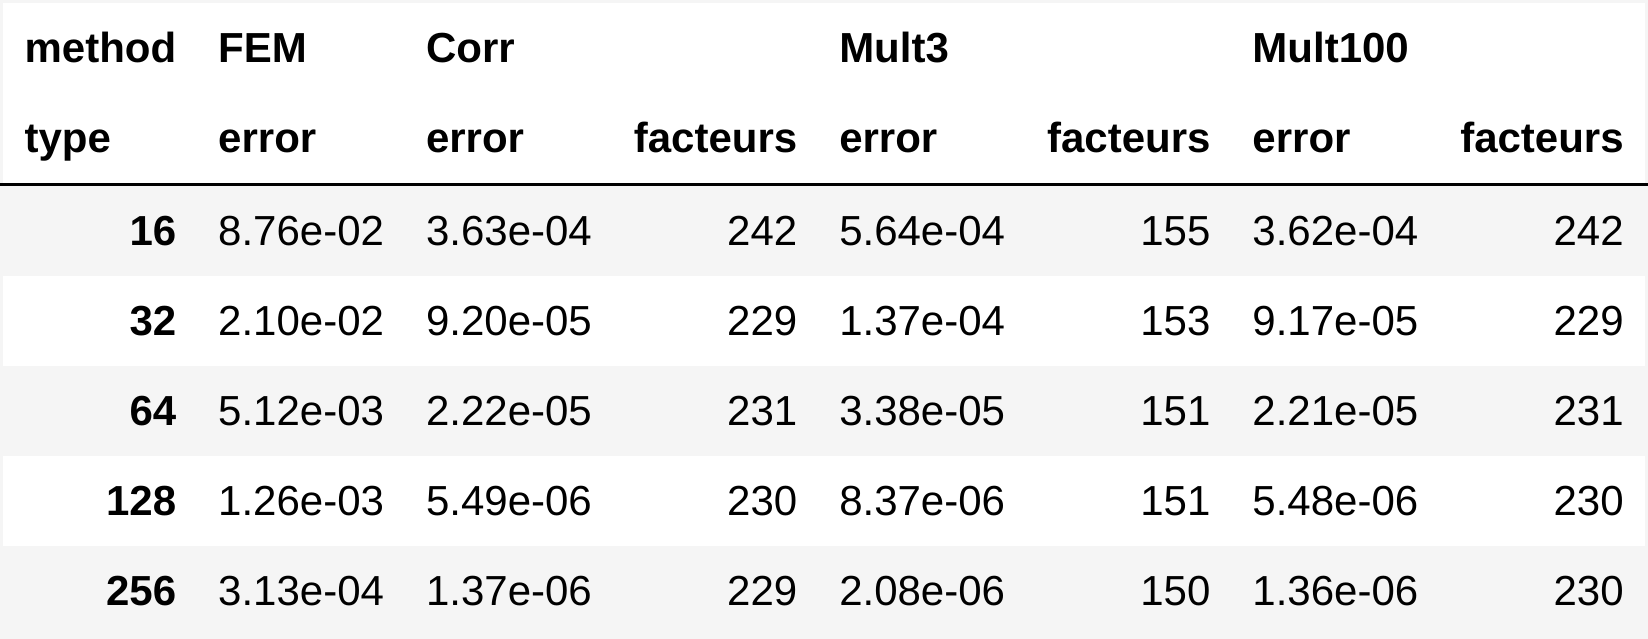 method FEM Corr Mult3 Mult100
type error error facteurs error facteurs error facteurs
16 8.76e-02 3.63e-04 242 5.64e-04 155 3.62e-04 242
32 2.10e-02 9.20e-05 229 1.37e-04 153 9.17e-05 229
64 5.12e-03 2.22e-05 231 3.38e-05 151 2.21e-05 231
128 1.26e-03 5.49e-06 230 8.37e-06 151 5.48e-06 230
256 3.13e-04 1.37e-06 229 2.08e-06 150 1.36e-06 230